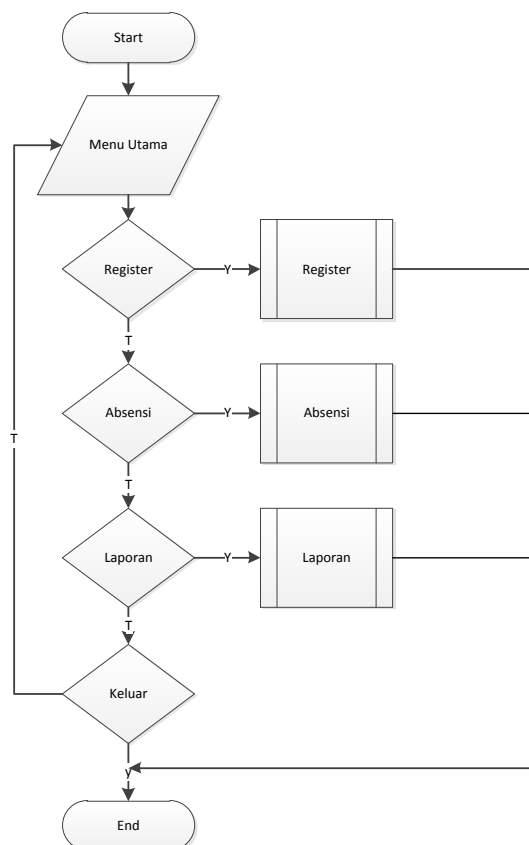 Start
Menu Utama
Register
Y
Register
T
Absensi
Y
Absensi
T
T
Laporan
Y
Laporan
T
Keluar
y
End